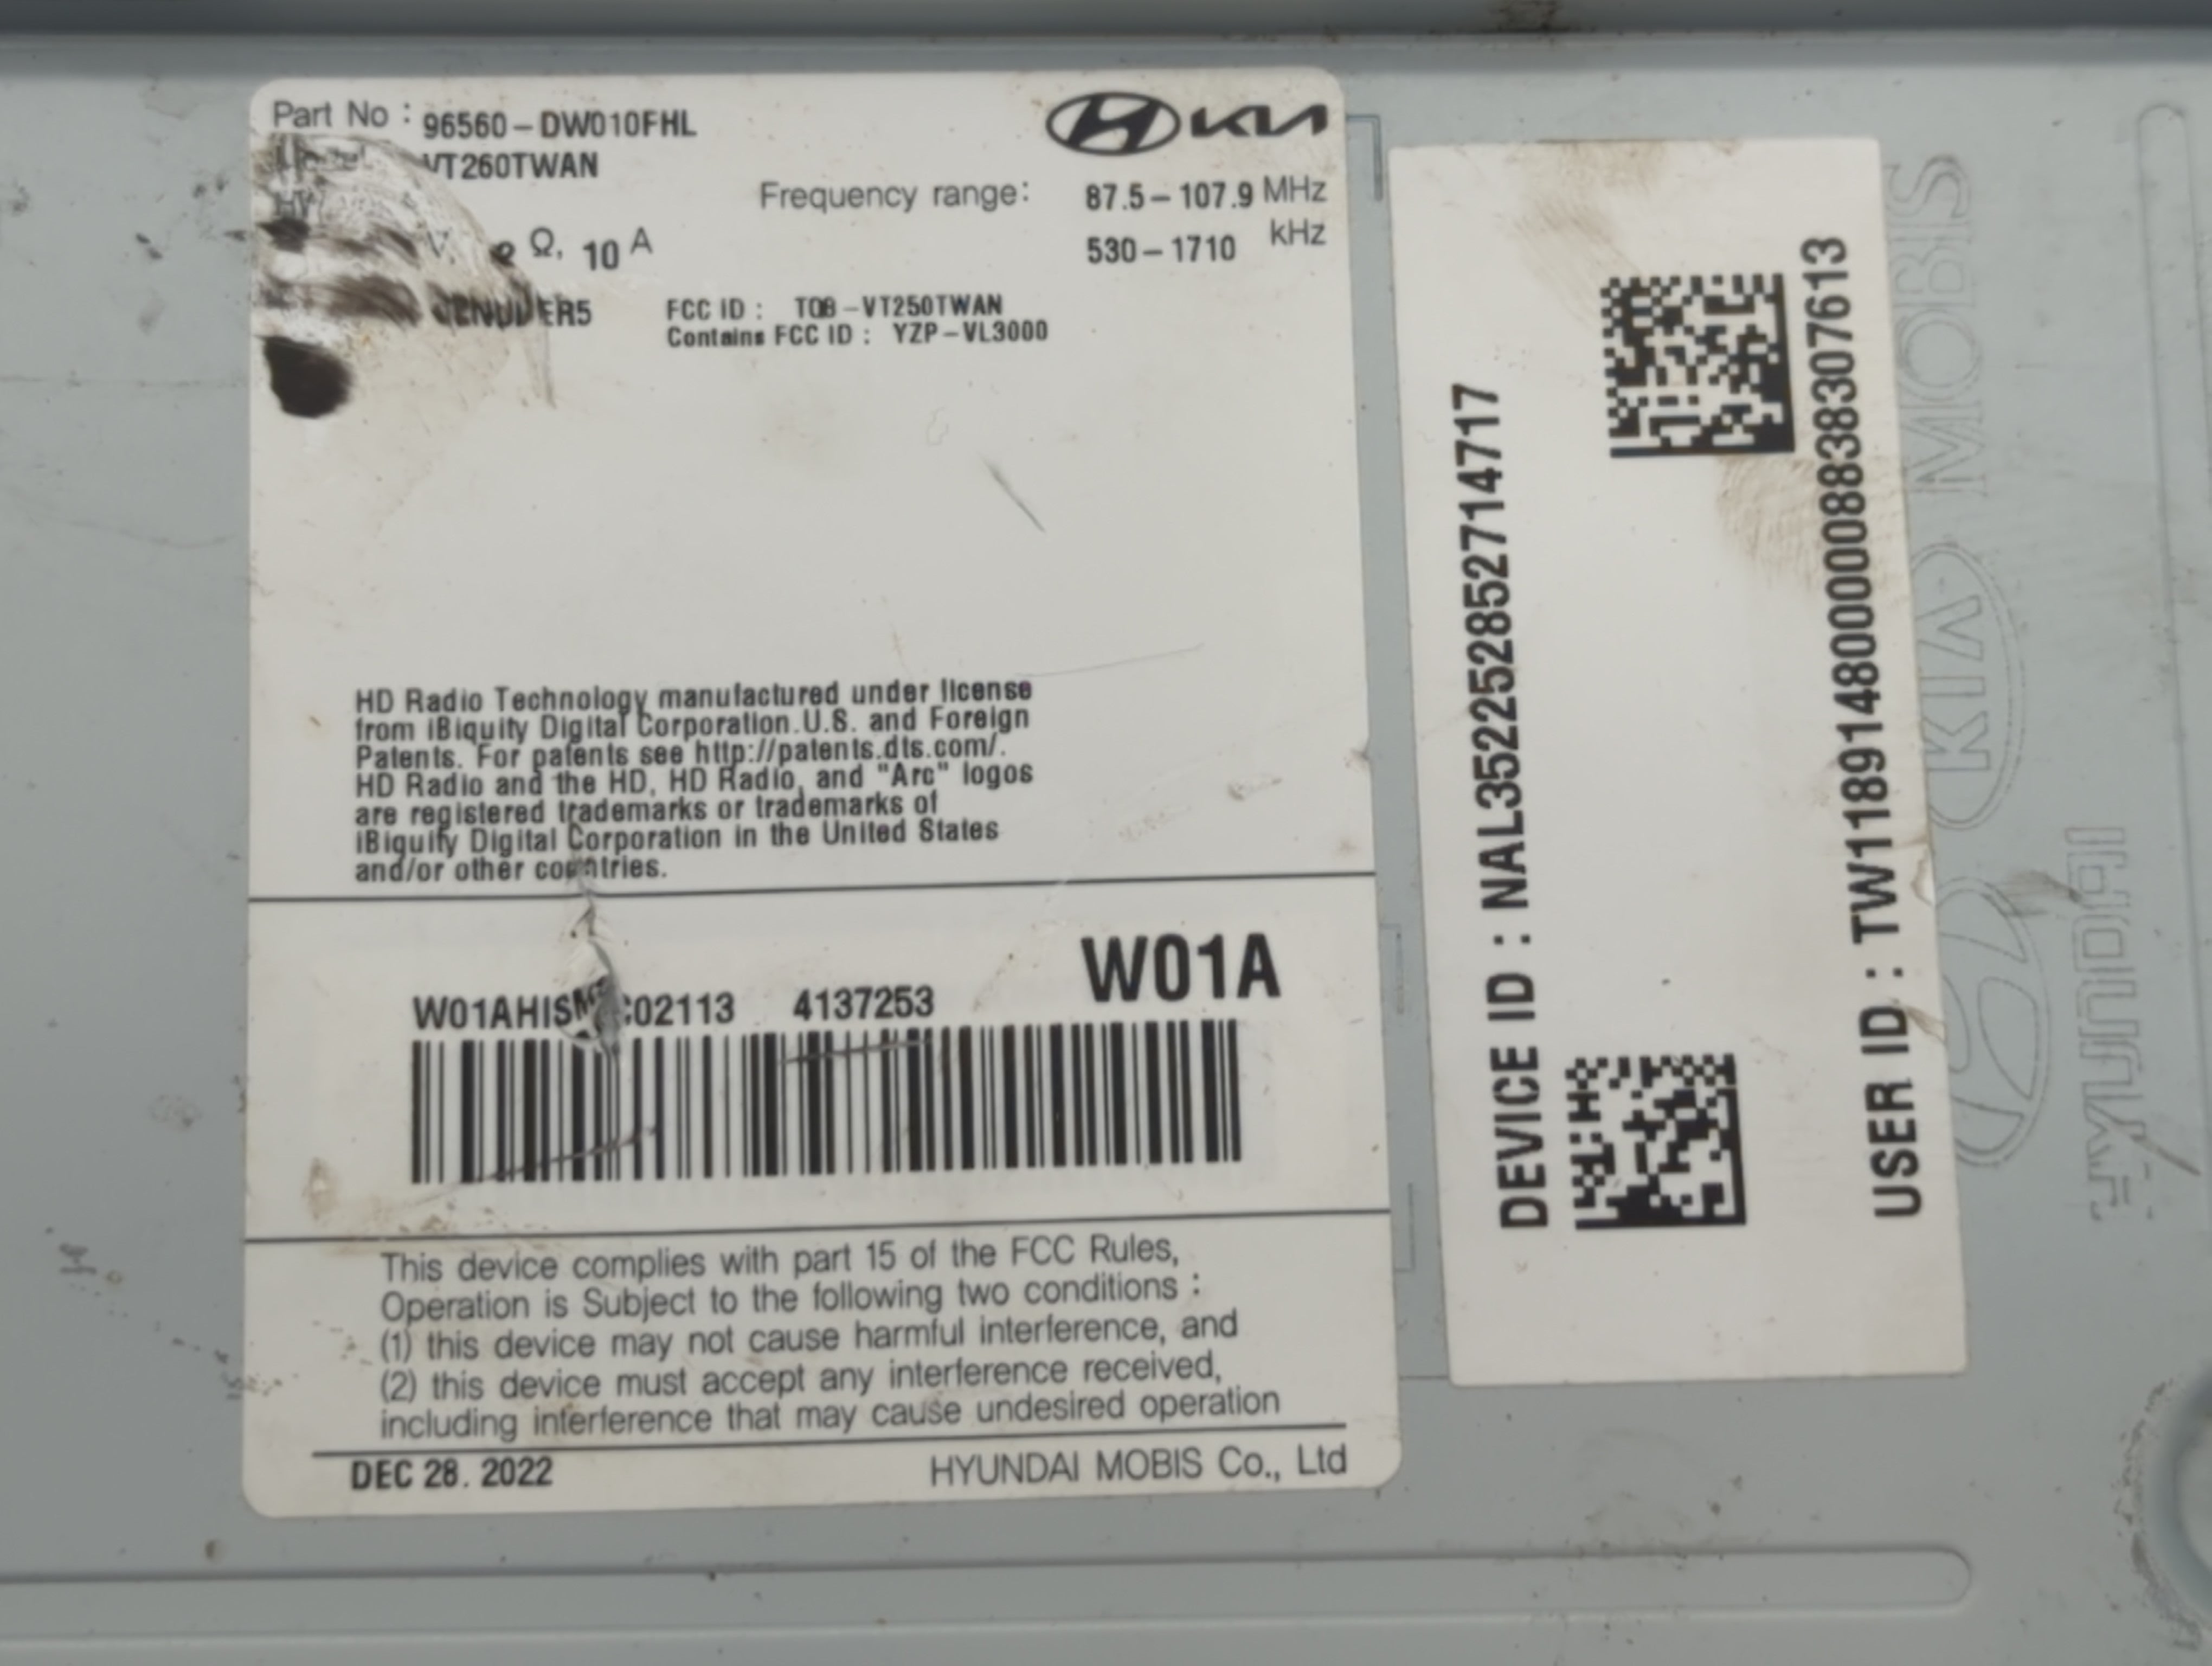 Part No : 96560-DW010FHL
KIA
VT260TWAN
Frequency range: 87.5-107.9 MHz
530-1710 kHz
Ω, 10 A
FCC ID : TQ8-VT250TWAN
Contains FCC ID : YZP-VL3000
HD Radio Technology manufactured under license
from iBiquity Digital Corporation.U.S. and Foreign
Patents. For patents see http://patents.dts.com/.
HD Radio and the HD, HD Radio, and "Arc" logos
are registered trademarks or trademarks of
iBiquity Digital Corporation in the United States
and/or other countries.
W01A
4137253
This device complies with part 15 of the FCC Rules,
Operation is Subject to the following two conditions :
(1) this device may not cause harmful interference, and
(2) this device must accept any interference received,
including interference that may cause undesired operation
DEC 28. 2022
HYUNDAI MOBIS Co., Ltd
DEVICE ID : NAL352252852714717
USER ID : TW1189148000008838307613
HYUNDAI
KIA MOBIS